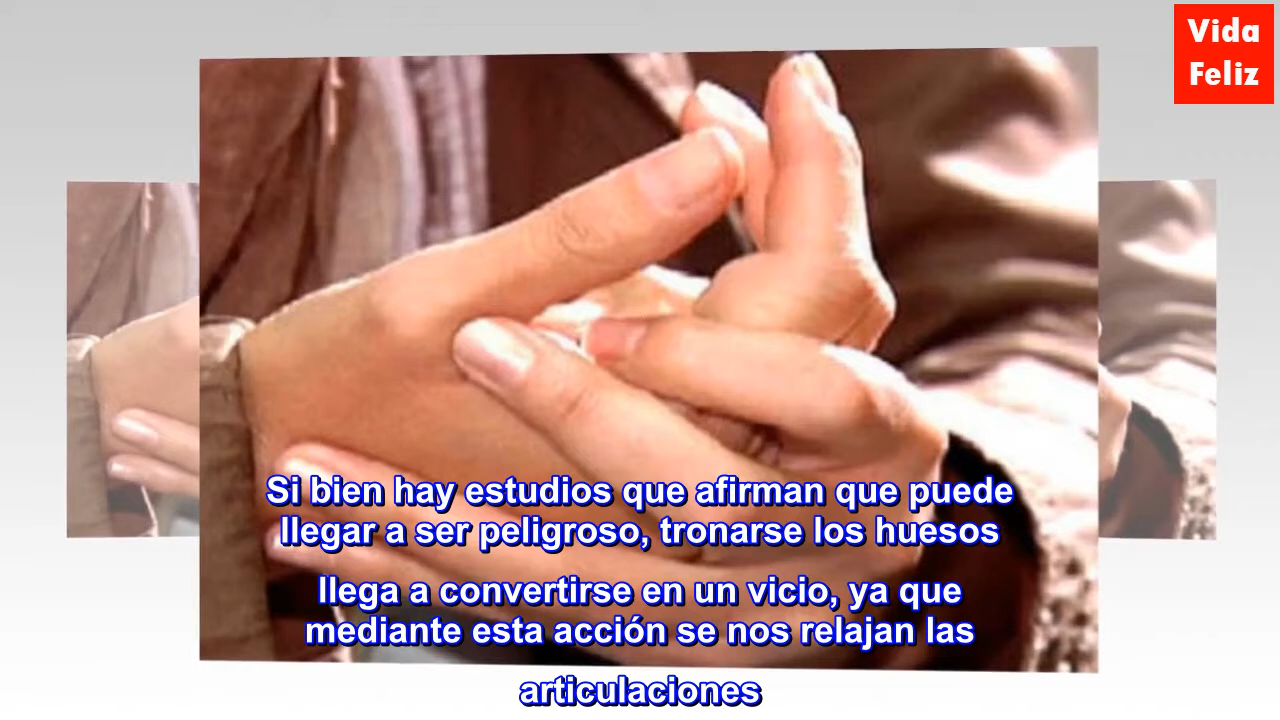 Vida
Feliz
Si bien hay estudios que afirman que puede
llegar a ser peligroso, tronarse los huesos
llega a convertirse en un vicio, ya que
mediante esta acción se nos relajan las
articulaciones